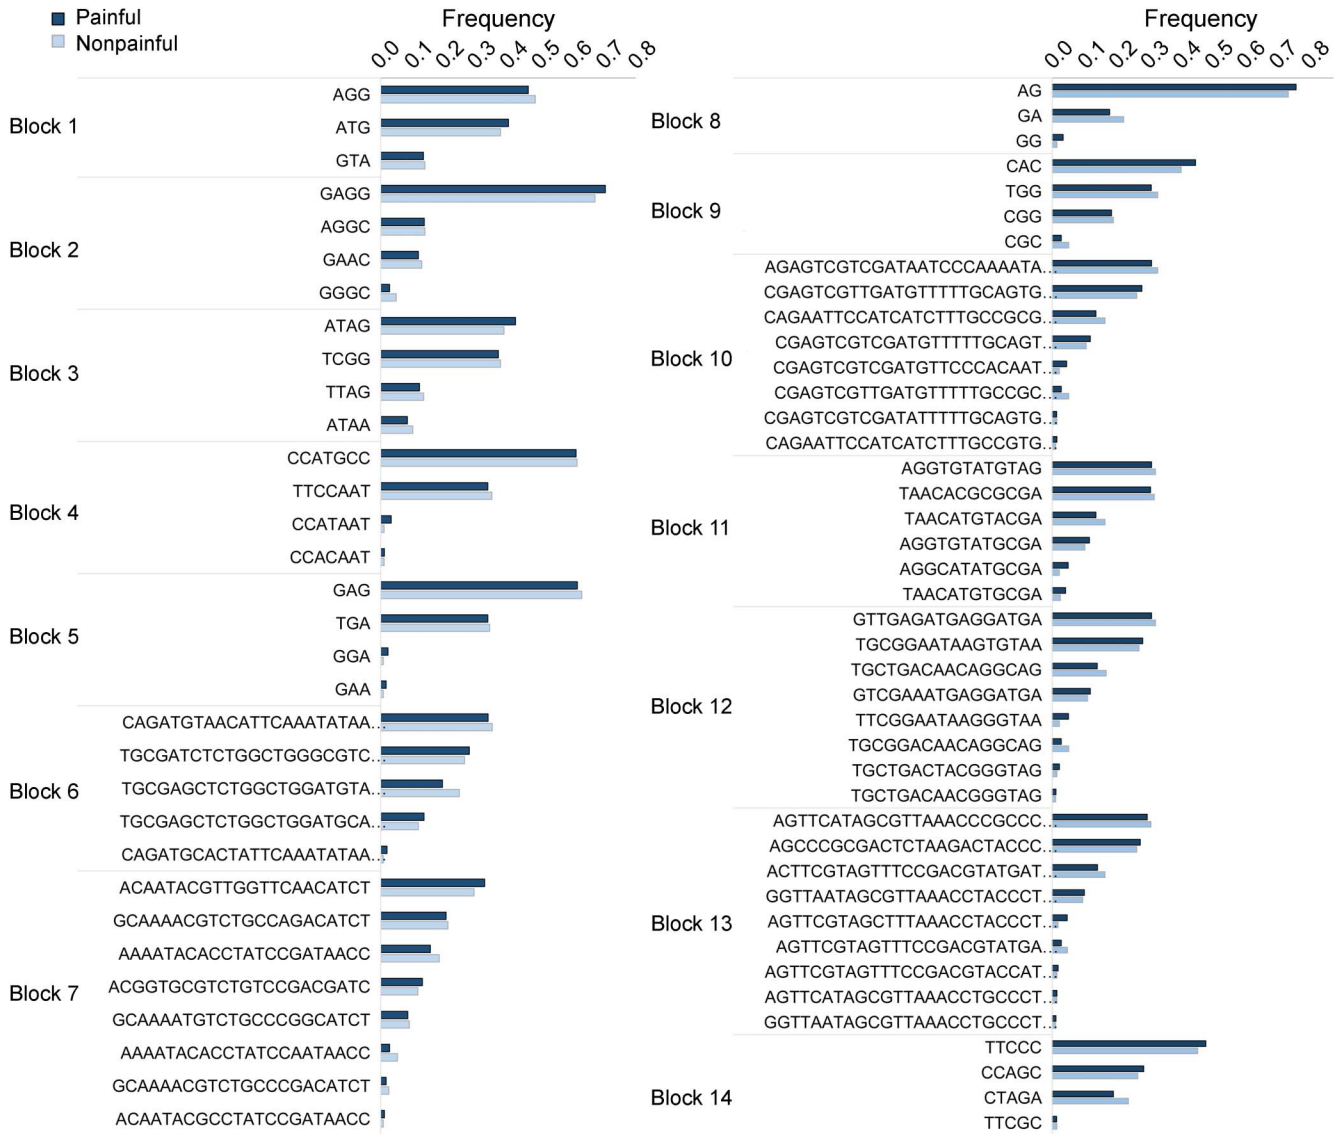 Painful
Nonpainful
Frequency
0.0 0.1 0.2 0.3 0.4 0.5 0.6 0.7 0.8
Block 1
AGG
ATG
GTA
Block 2
GAGG
AGGC
GAAC
GGGC
Block 3
ATAG
TCGG
TTAG
ATAA
Block 4
CCATGCC
TTCCAAT
CCATAAT
CCACAAT
Block 5
GAG
TGA
GGA
GAA
Block 6
CAGATGTAACATTCAAATATAA...
TGCGATCTCTGGCTGGGCGTC...
TGCGAGCTCTGGCTGGATGTA...
TGCGAGCTCTGGCTGGATGCA...
CAGATGCACTATTCAAATATAA...
Block 7
ACAATACGTTGGTTCAACATCT
GCAAAACGTCTGCCAGACATCT
AAAATACACCTATCCGATAACC
ACGGTGCGTCTGTCCGACGATC
GCAAAATGTCTGCCCGGCATCT
AAAATACACCTATCCAATAACC
GCAAAACGTCTGCCCGACATCT
ACAATACGCCTATCCGATAACC
Frequency
0.0 0.1 0.2 0.3 0.4 0.5 0.6 0.7 0.8
Block 8
AG
GA
GG
Block 9
CAC
TGG
CGG
CGC
Block 10
AGAGTCGTCGATAATCCCAAAATA...
CGAGTCGTTGATGTTTTTGCAGTG...
CAGAATTCCATCATCTTTGCCGCG...
CGAGTCGTCGATGTTTTTGCAGT...
CGAGTCGTCGATGTTCCCACAAT...
CGAGTCGTTGATGTTTTTGCCGC...
CGAGTCGTCGATATTTTTGCAGTG...
CAGAATTCCATCATCTTTGCCGTG...
Block 11
AGGTGTATGTAG
TAACACGCGCGA
TAACATGTACGA
AGGTGTATGCGA
AGGCATATGCGA
TAACATGTGCGA
Block 12
GTTGAGATGAGGATGA
TGCGGAATAAGTGTAA
TGCTGACAACAGGCAG
GTCGAAATGAGGATGA
TTCGGAATAAGGGTAA
TGCGGACAACAGGCAG
TGCTGACTACGGGTAG
TGCTGACAACGGGTAG
Block 13
AGTTCATAGCGTTAAACCCGCCC...
AGCCCGCGACTCTAAGACTACCC...
ACTTCGTAGTTTCCGACGTATGAT...
GGTTAATAGCGTTAAACCTACCCT...
AGTTCGTAGCTTTAAACCTACCCT...
AGTTCGTAGTTTCCGACGTATGA...
AGTTCGTAGTTTCCGACGTACCAT...
AGTTCATAGCGTTAAACCTGCCCT...
GGTTAATAGCGTTAAACCTGCCCT...
Block 14
TTCCC
CCAGC
CTAGA
TTCGC